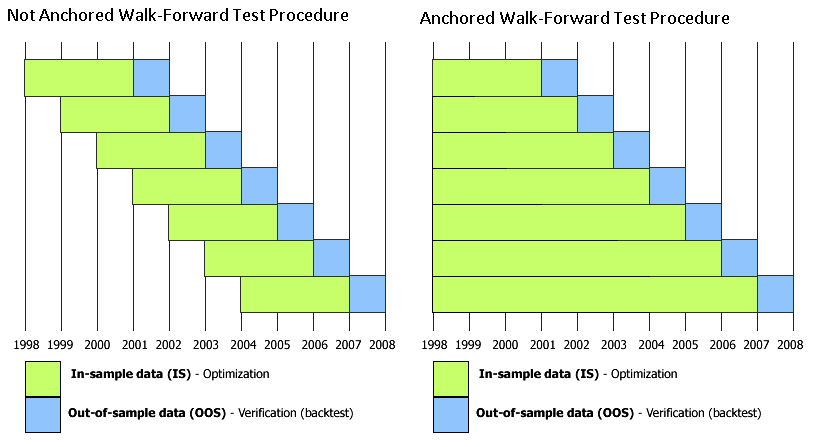 Not Anchored Walk-Forward Test Procedure
1998 1999 2000 2001 2002 2003 2004 2005 2006 2007 2008
In-sample data (IS) - Optimization
Out-of-sample data (OOS) - Verification (backtest)
Anchored Walk-Forward Test Procedure
1998 1999 2000 2001 2002 2003 2004 2005 2006 2007 2008
In-sample data (IS) - Optimization
Out-of-sample data (OOS) - Verification (backtest)